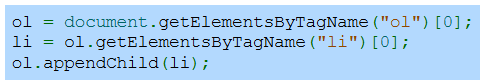 ol = document.getElementsByTagName("ol")[0];
li = ol.getElementsByTagName("li")[0];
ol.appendChild(li);